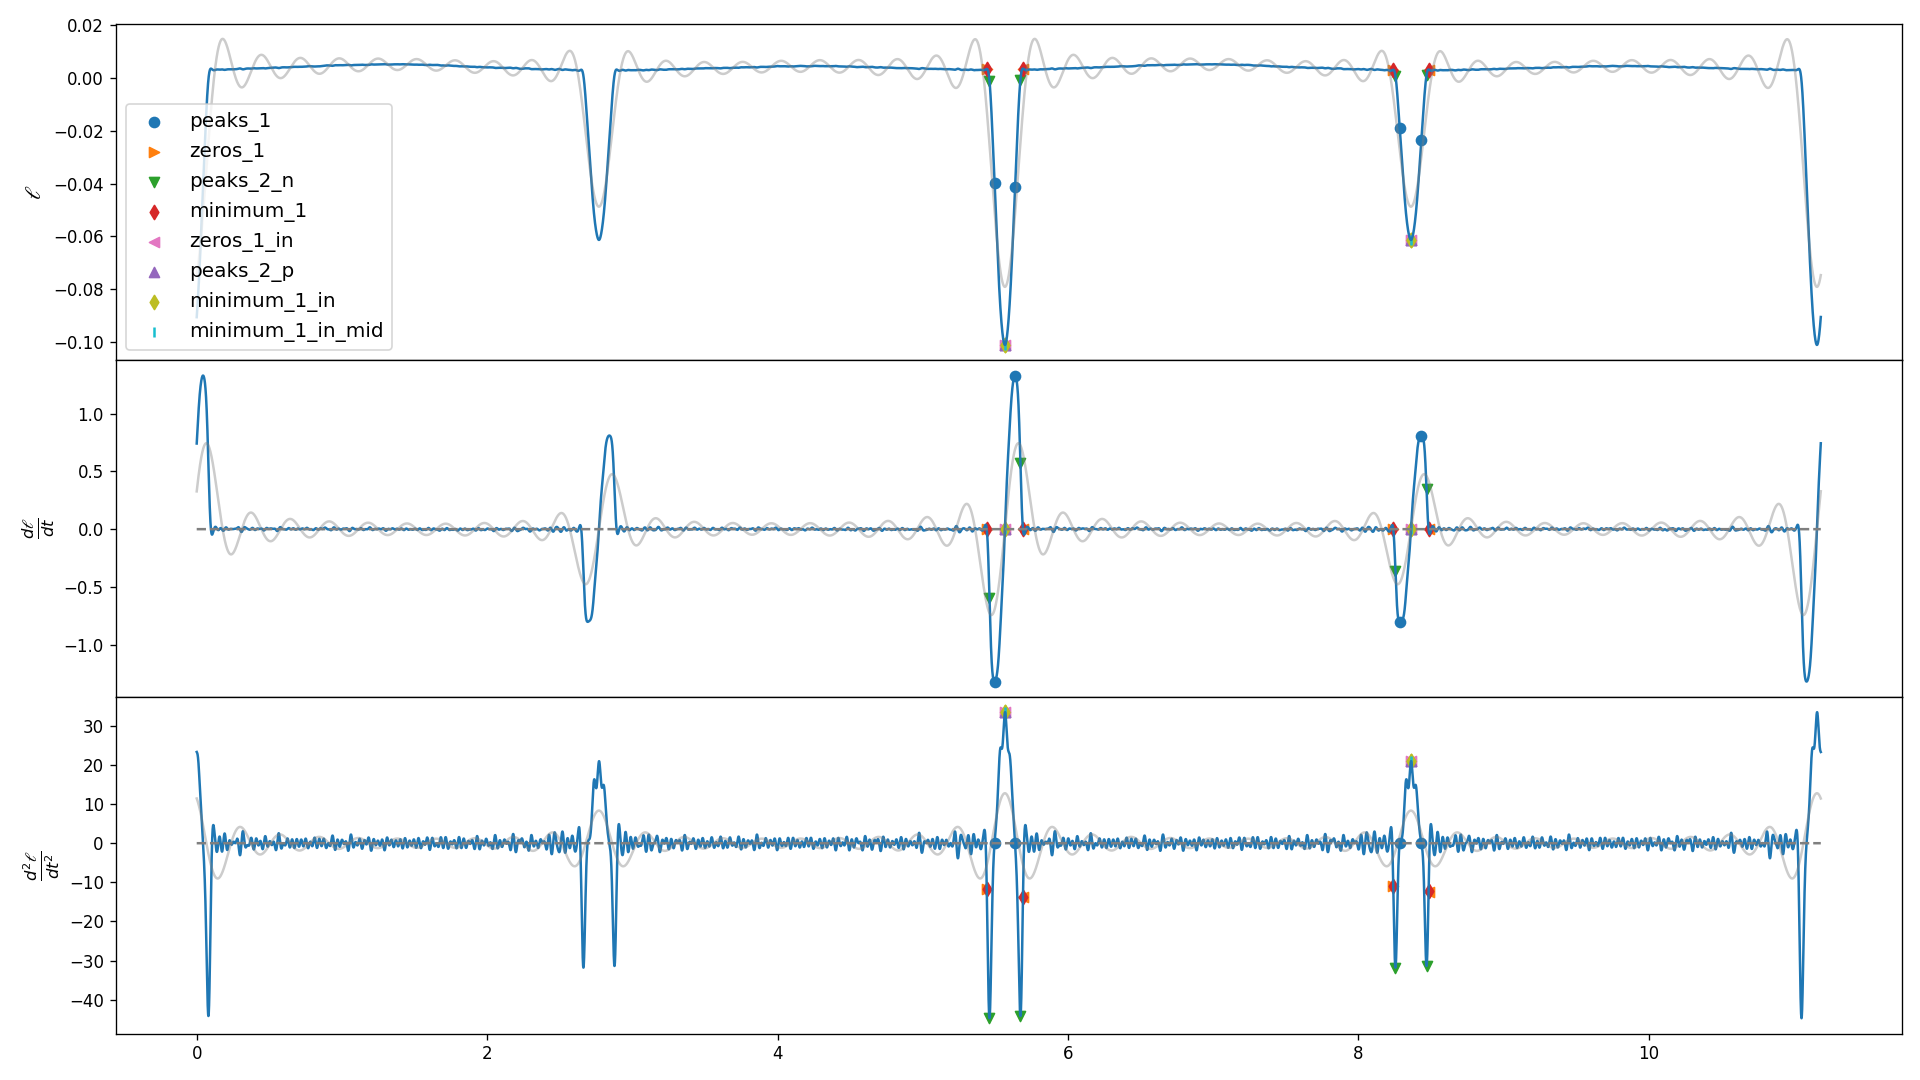 0.02
0.00
−0.02
−0.04
−0.06
−0.08
−0.10
ℓ
peaks_1
zeros_1
peaks_2_n
minimum_1
zeros_1_in
peaks_2_p
minimum_1_in
minimum_1_in_mid
1.0
0.5
0.0
−0.5
−1.0
dℓ
dt
30
20
10
0
−10
−20
−30
−40
d²ℓ
dt²
0 2 4 6 8 10